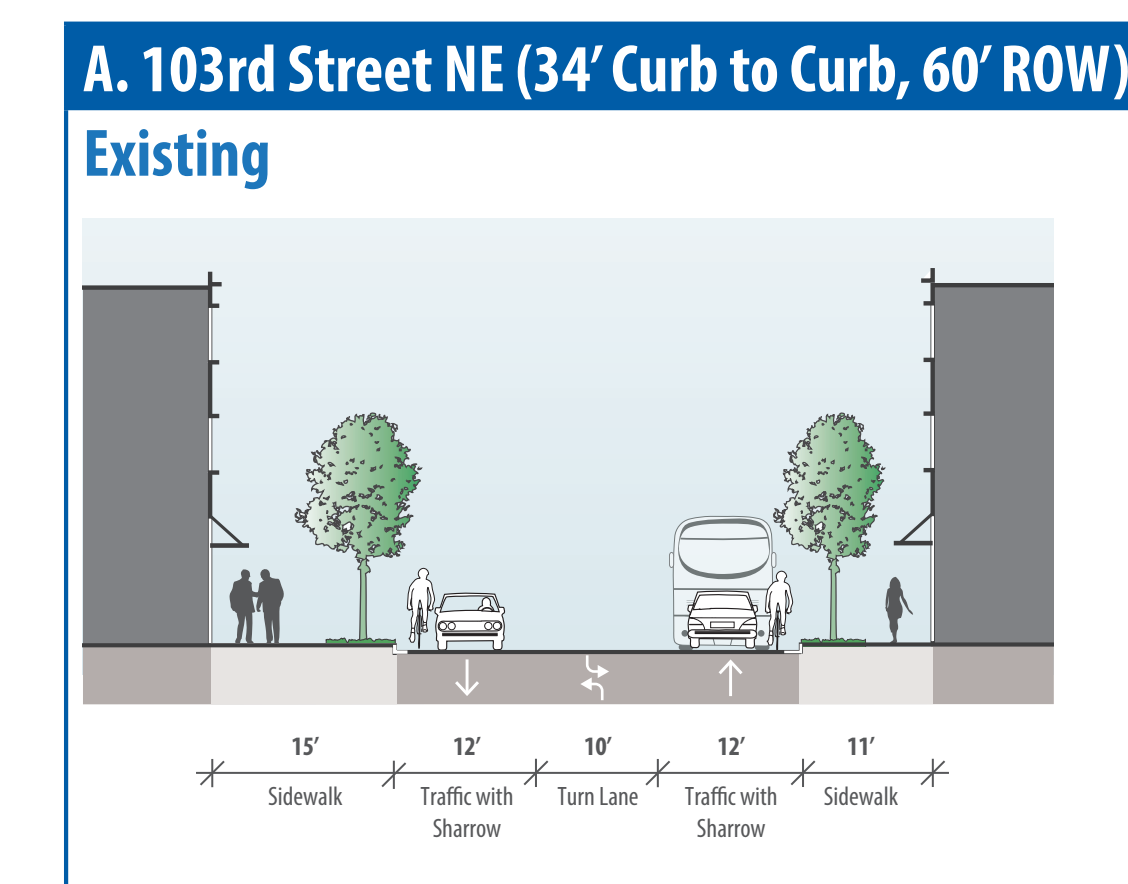 A. 103rd Street NE (34′ Curb to Curb, 60′ ROW)
Existing
15′ 12′ 10′ 12′ 11′
Sidewalk Traffic with Turn Lane Traffic with Sidewalk
Sharrow Sharrow